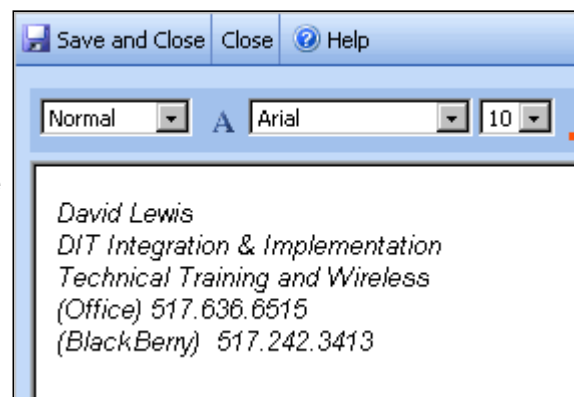 Save and Close Close Help
Normal A Arial 10
David Lewis
DIT Integration & Implementation
Technical Training and Wireless
(Office) 517.636.6515
(BlackBerry) 517.242.3413